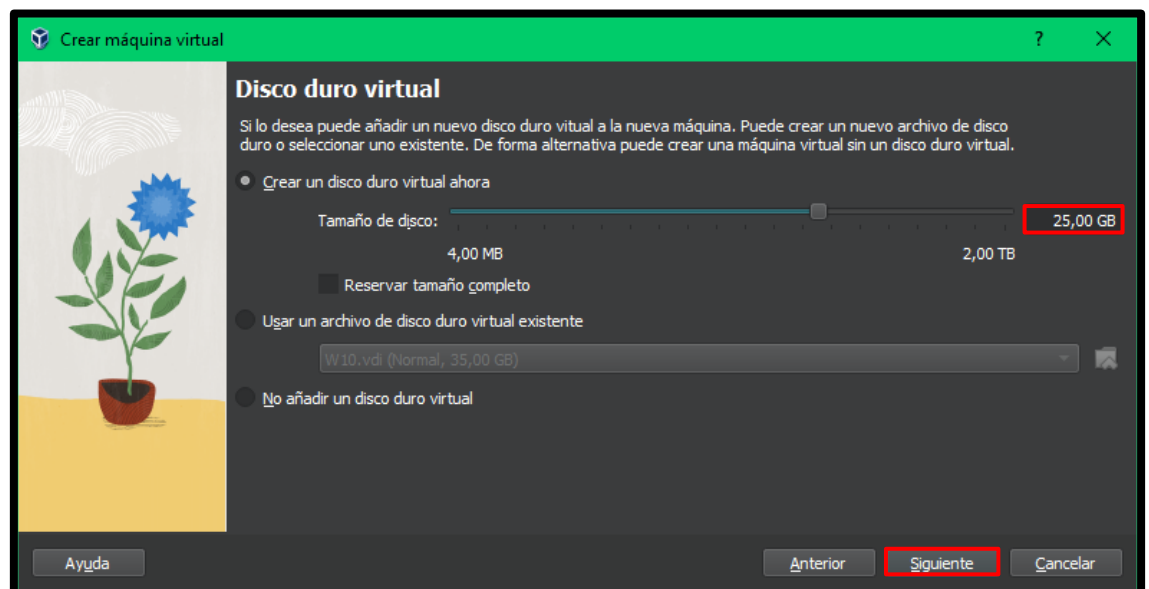 Crear máquina virtual
?
Disco duro virtual
Si lo desea puede añadir un nuevo disco duro vitual a la nueva máquina. Puede crear un nuevo archivo de disco
duro o seleccionar uno existente. De forma alternativa puede crear una máquina virtual sin un disco duro virtual.
Crear un disco duro virtual ahora
Tamaño de disco:
25,00 GB
4,00 MB 2,00 TB
Reservar tamaño completo
Usar un archivo de disco duro virtual existente
W10.vdi (Normal, 35,00 GB)
No añadir un disco duro virtual
Ayuda Anterior Siguiente Cancelar